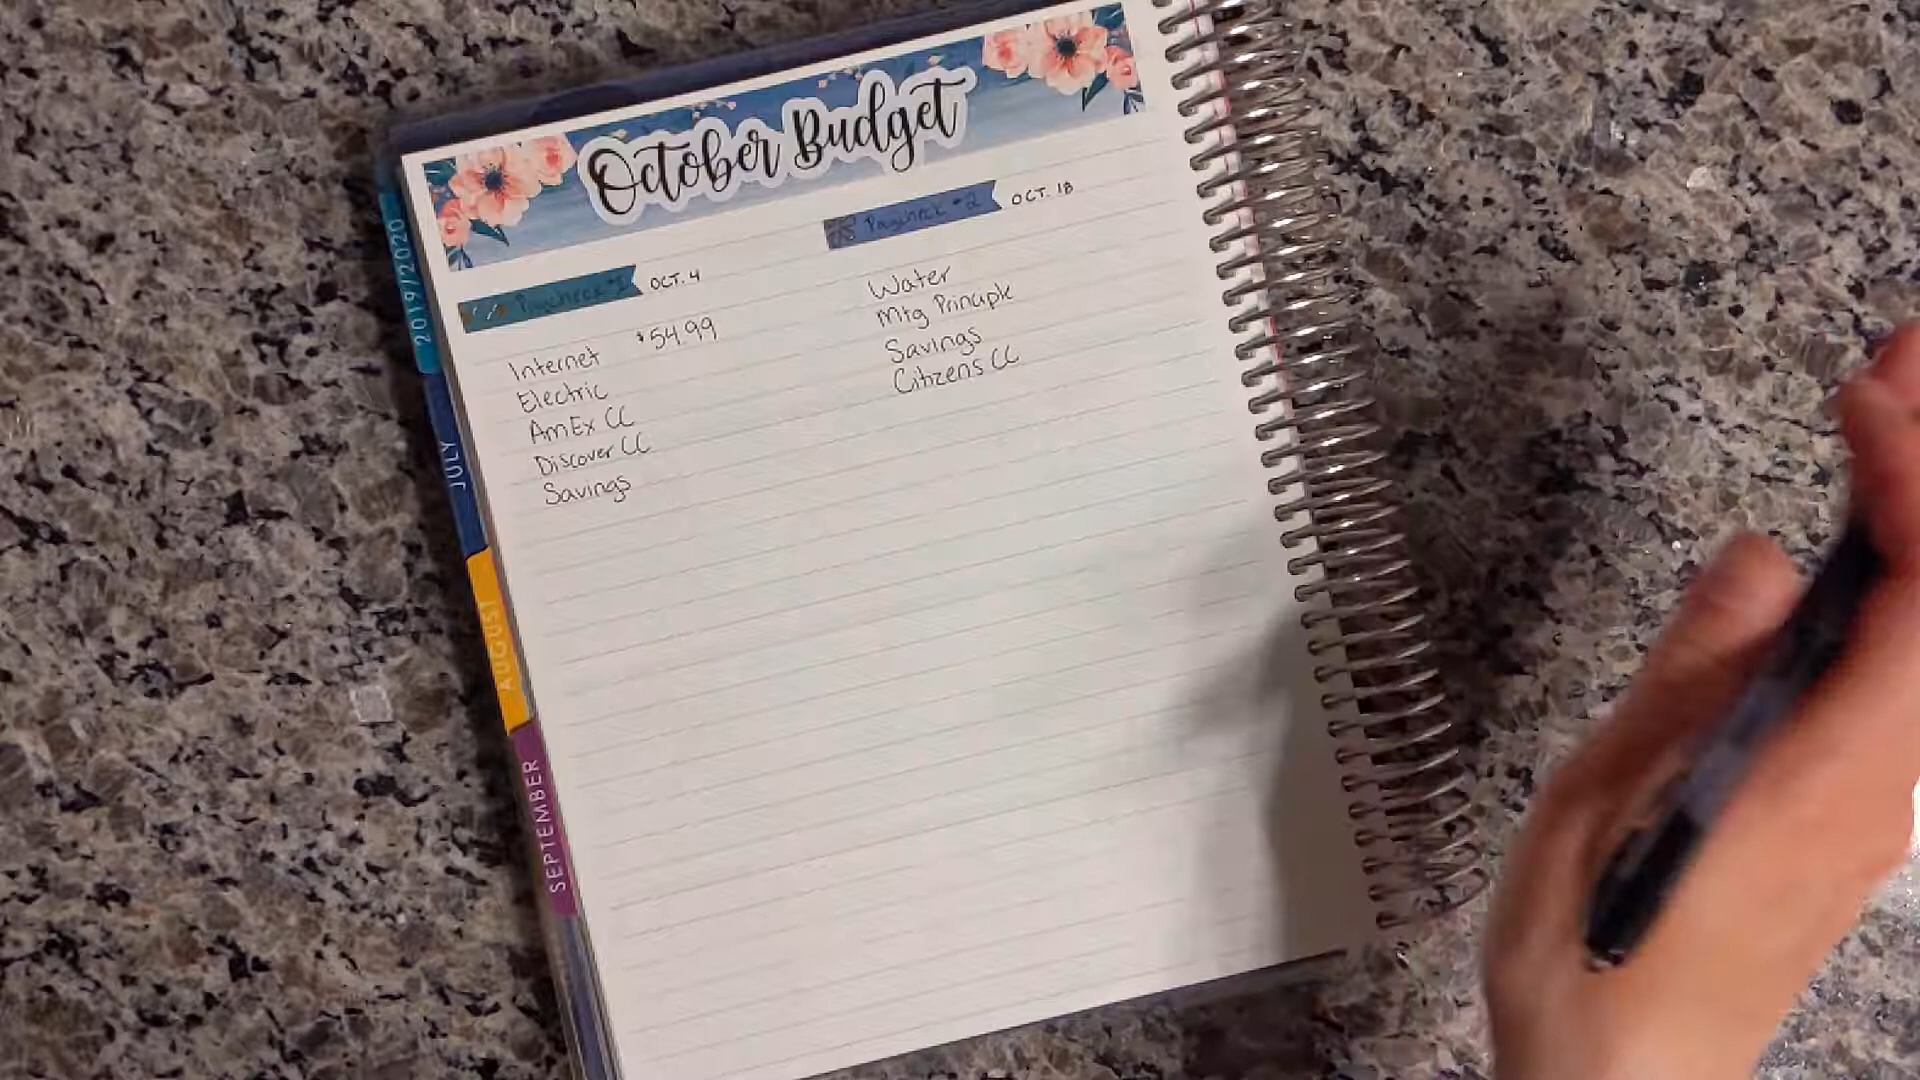 October Budget
Paycheck #1 OCT. 4
Internet $54.99
Electric
AmEx CC
Discover CC
Savings
Paycheck #2 OCT. 18
Water
Mtg Principle
Savings
Citizens CC
2019/2020
JULY
AUGUST
SEPTEMBER